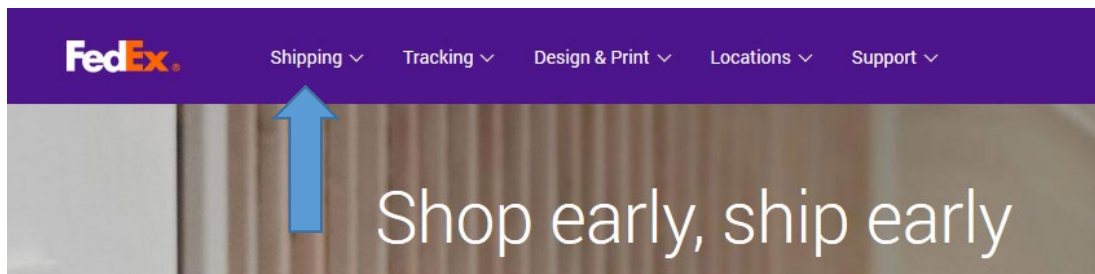 FedEx® Shipping Tracking Design & Print Locations Support
Shop early, ship early